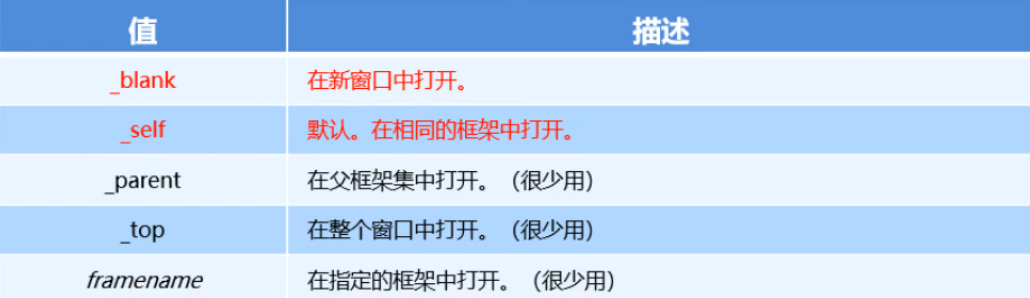 值 描述
_blank 在新窗口中打开。
_self 默认。在相同的框架中打开。
_parent 在父框架集中打开。（很少用）
_top 在整个窗口中打开。（很少用）
framename 在指定的框架中打开。（很少用）